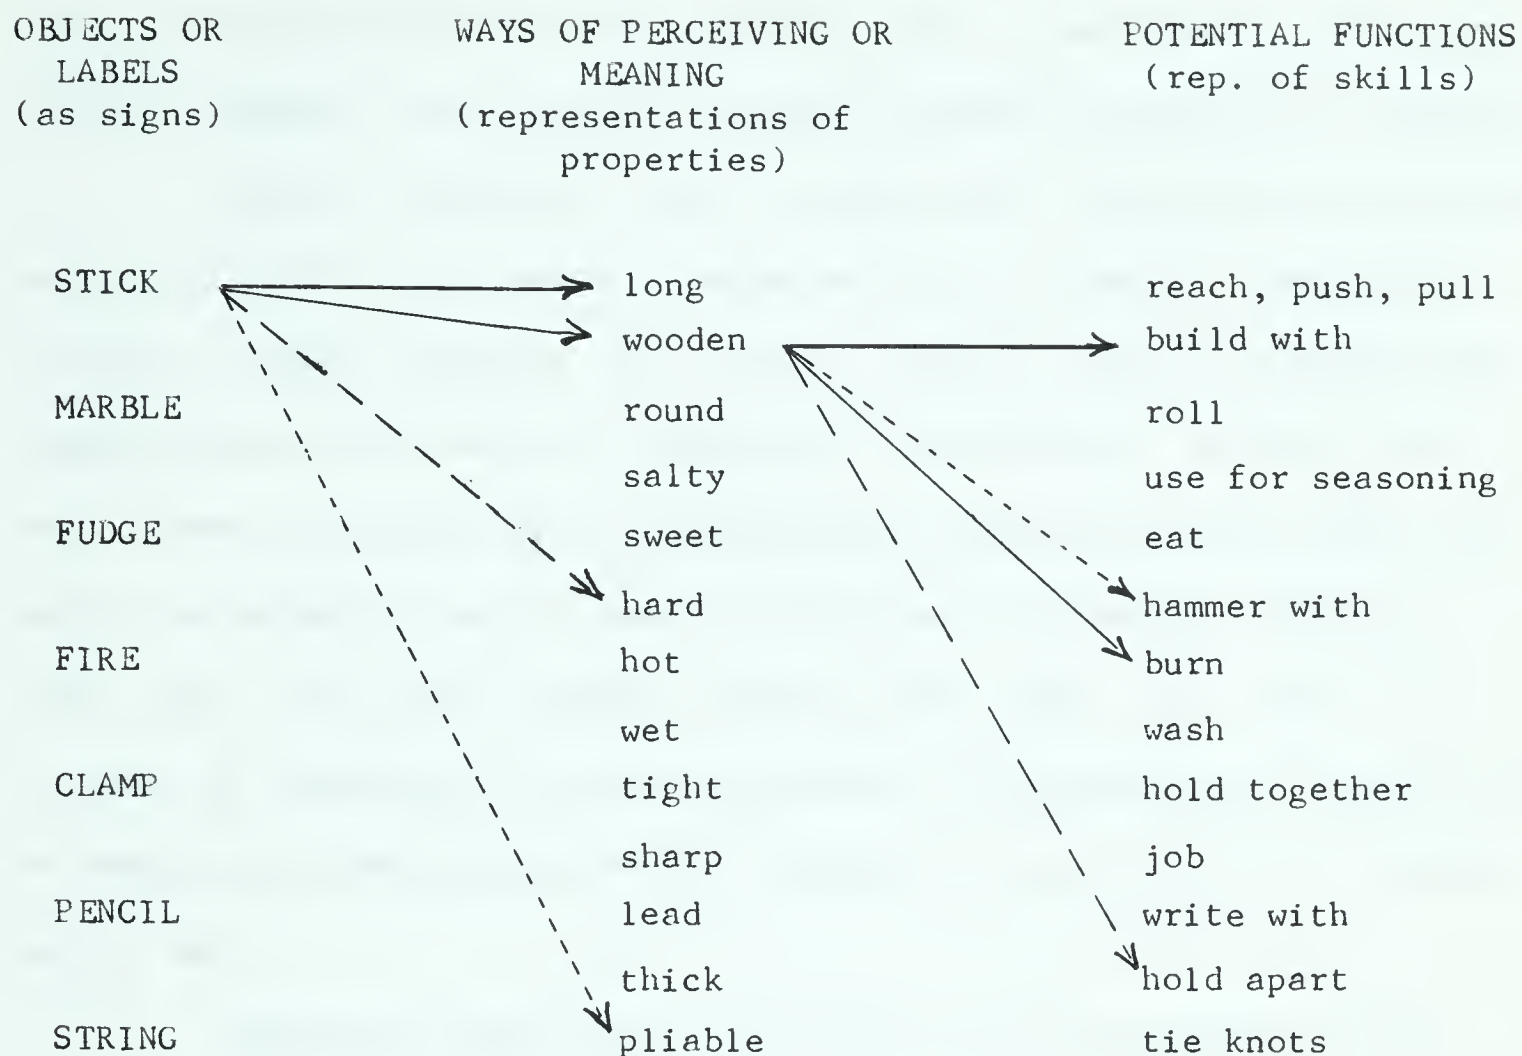 OBJECTS OR LABELS (as signs)
WAYS OF PERCEIVING OR MEANING (representations of properties)
POTENTIAL FUNCTIONS (rep. of skills)
STICK long reach, push, pull
wooden build with
MARBLE round roll
salty use for seasoning
FUDGE sweet eat
hard hammer with
FIRE hot burn
wet wash
CLAMP tight hold together
sharp job
PENCIL lead write with
thick hold apart
STRING pliable tie knots